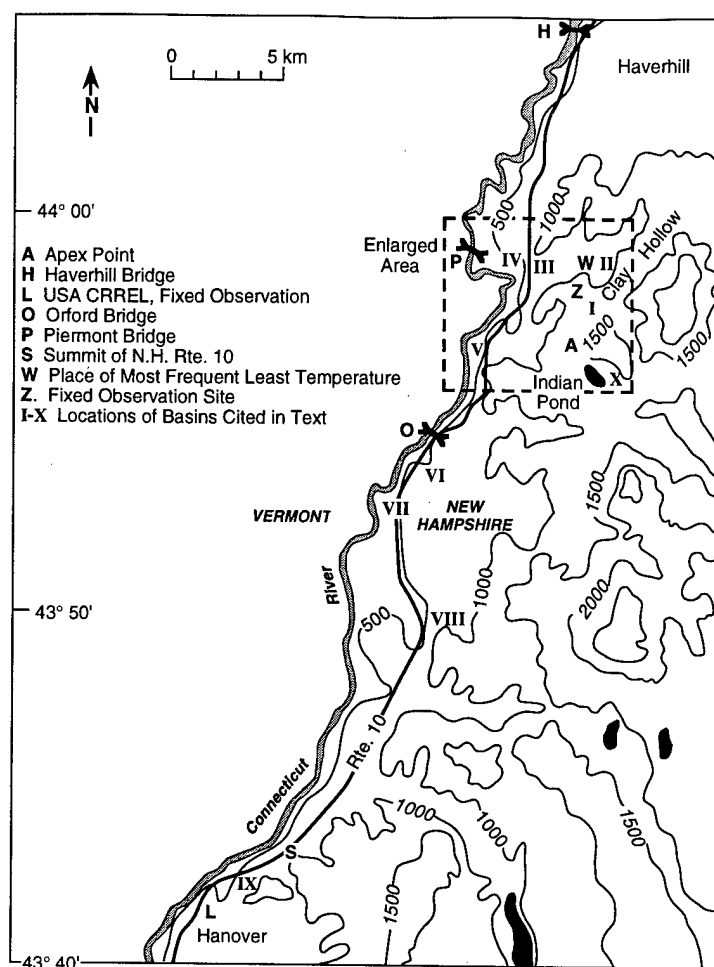 H
Haverhill
0 5 km
N
44° 00'
500
1000
Enlarged
Area
P
IV
III
W II
Clay Hollow
Z
I
A
1500
1500
V
Indian
Pond
X
A Apex Point
H Haverhill Bridge
L USA CRREL, Fixed Observation
O Orford Bridge
P Piermont Bridge
S Summit of N.H. Rte. 10
W Place of Most Frequent Least Temperature
Z. Fixed Observation Site
I-X Locations of Basins Cited in Text
O
VI
VERMONT
VII
NEW
HAMPSHIRE
1500
River
43° 50'
500
VIII
1000
2000
Rte. 10
Connecticut
1000
1000
1500
S
IX
L
1500
Hanover
43° 40'